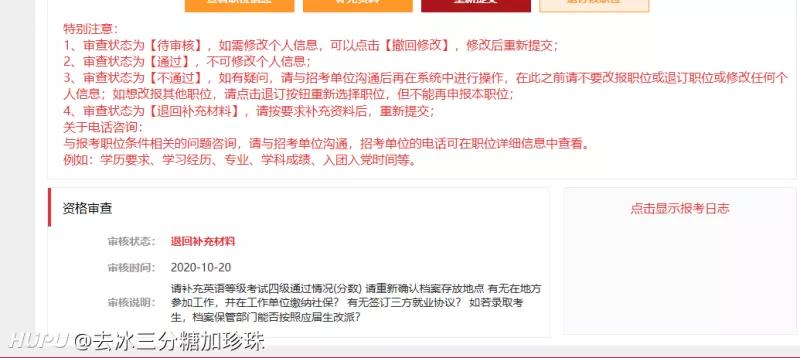 特别注意：
1、审查状态为【待审核】，如需修改个人信息，可以点击【撤回修改】，修改后重新提交；
2、审查状态为【通过】，不可修改个人信息；
3、审查状态为【不通过】，如有疑问，请与招考单位沟通后再在系统中进行操作，在此之前请不要改报职位或退订职位或修改任何个
人信息；如想改报其他职位，请点击退订按钮重新选择职位，但不能再申报本职位；
4、审查状态为【退回补充材料】，请按要求补充资料后，重新提交；
关于电话咨询：
与报考职位条件相关的问题咨询，请与招考单位沟通，招考单位的电话可在职位详细信息中查看。
例如：学历要求、学习经历、专业、学科成绩、入团入党时间等。
资格审查
点击显示报考日志
审核状态： 退回补充材料
审核时间： 2020-10-20
请补充英语等级考试四级通过情况(分数) 请重新确认档案存放地点 有无在地方
审核说明： 参加工作，并在工作单位缴纳社保？ 有无签订三方就业协议？ 如若录取考
生，档案保管部门能否按照应届生改派？
HUPU @去冰三分糖加珍珠